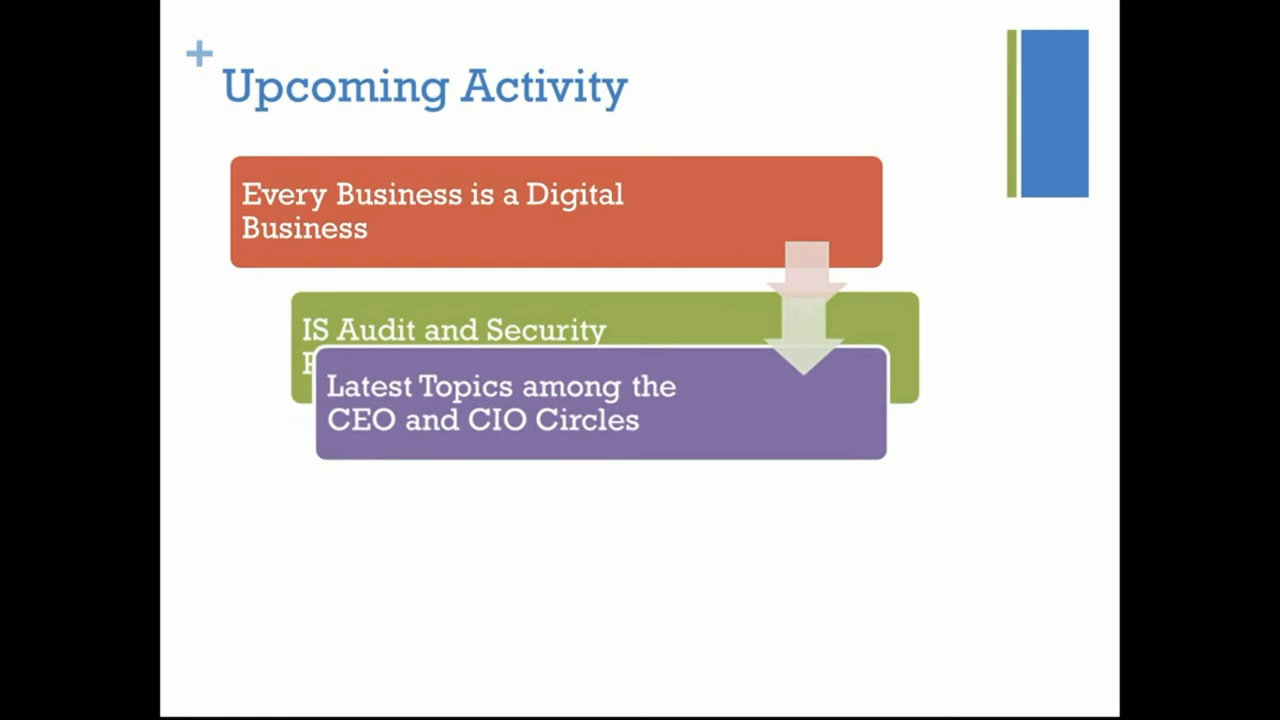 +
Upcoming Activity
Every Business is a Digital
Business
IS Audit and Security
Latest Topics among the
CEO and CIO Circles